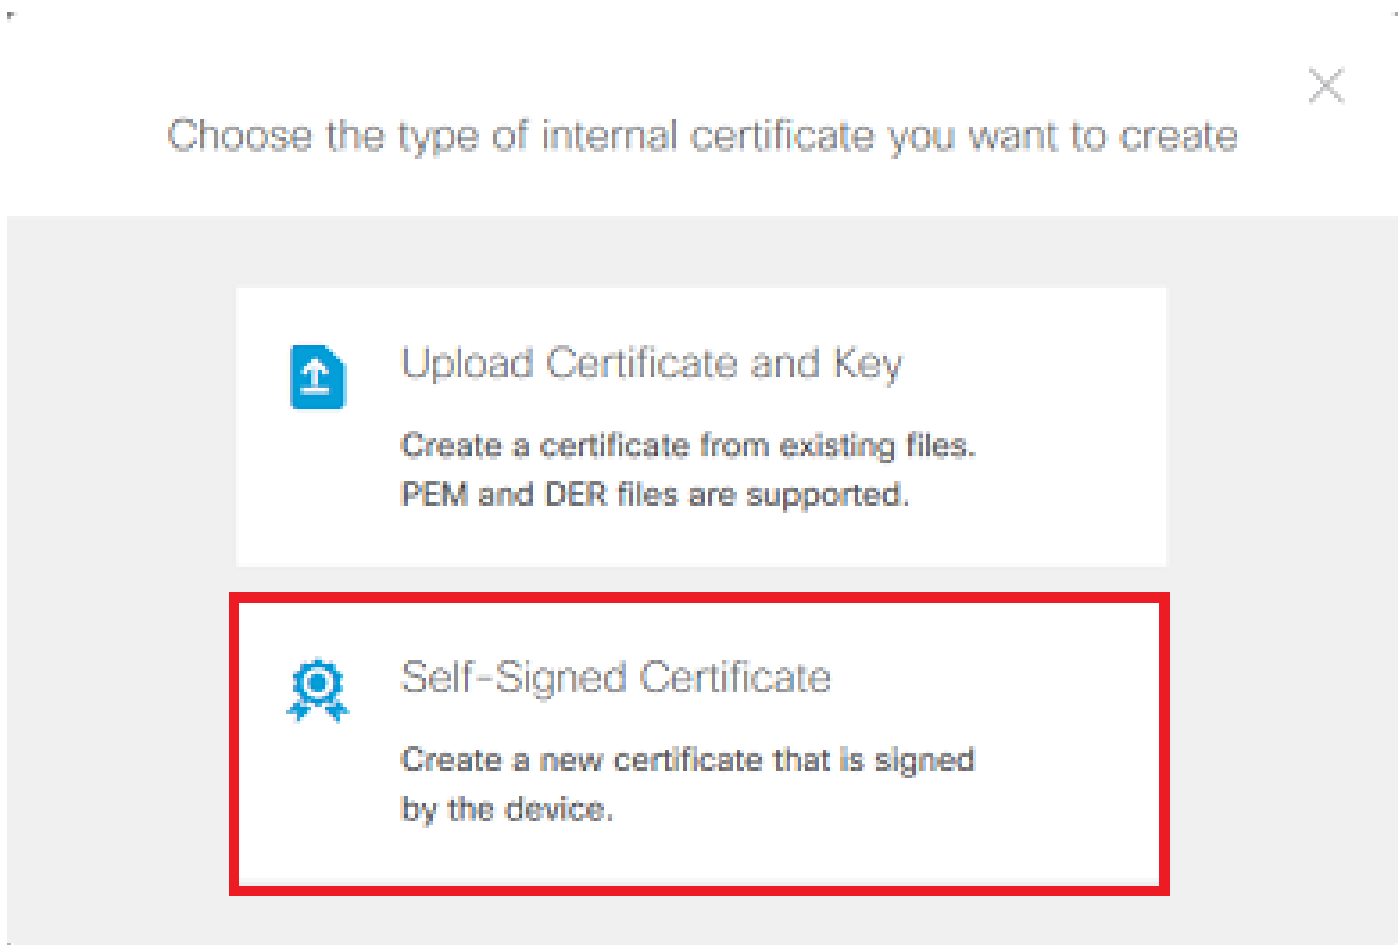 Choose the type of internal certificate you want to create
Upload Certificate and Key
Create a certificate from existing files.
PEM and DER files are supported.
Self-Signed Certificate
Create a new certificate that is signed
by the device.